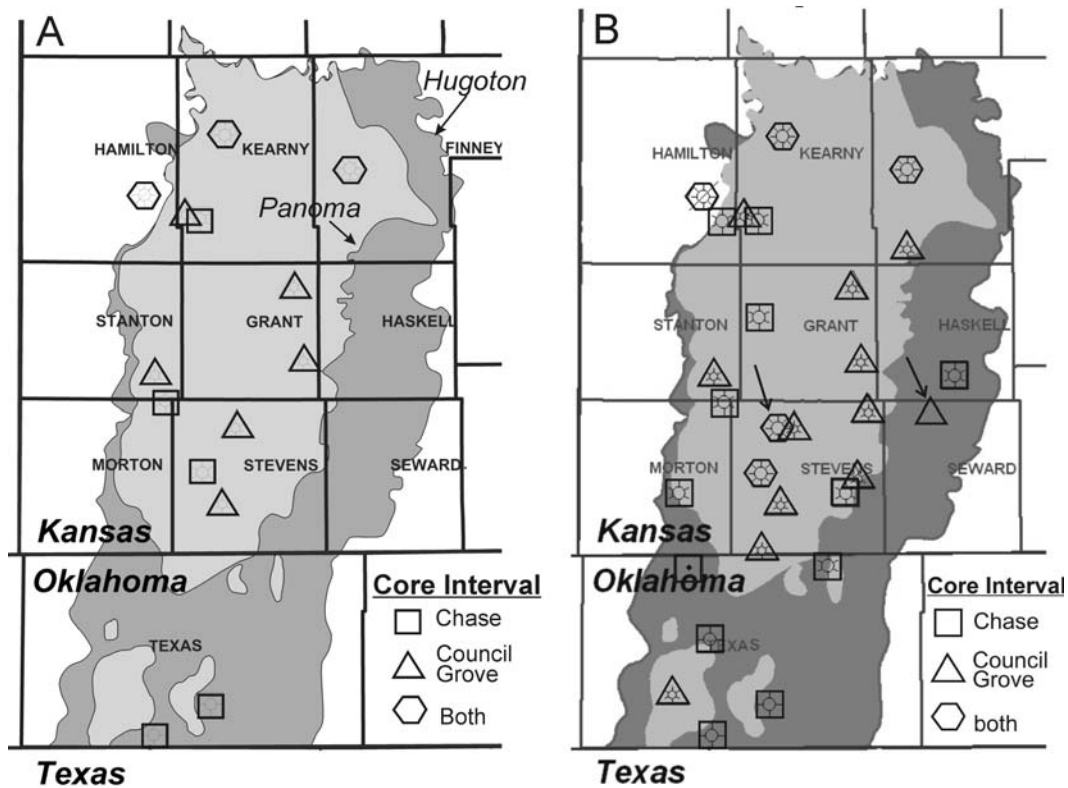 A
Hugoton
HAMILTON
KEARNY
FINNEY
Panoma
STANTON
GRANT
HASKELL
MORTON
STEVENS
SEWARD.
Kansas
Oklahoma
Core Interval
Chase
Council
Grove
Both
TEXAS
Texas
B
HAMILTON
KEARNY
FINNEY
STANTON
GRANT
HASKELL
MORTON
STEVENS
SEWARD
Kansas
Oklahoma
Core Interval
Chase
Council
Grove
both
TEXAS
Texas